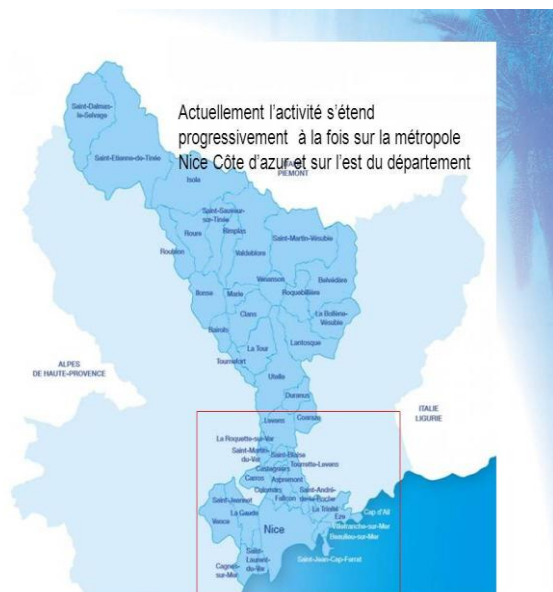 Actuellement l'activité s'étend
progressivement à la fois sur la métropole
Nice Côte d'azur et sur l'est du département
PIEMONT
Saint-Dalmas-
le-Selvage
Saint-Etienne-de-Tinée
Isola
Saint-Sauveur-
sur-Tinée
Roure
Rimplas
Saint-Martin-Vésubie
Roubion
Valdeblore
Venanson
Belvédère
Bairols
Marie
Roquebillière
Clans
La Bollène-
Vésubie
Lantosque
La Tour
Tournefort
Utelle
ALPES
DE HAUTE-PROVENCE
Duranus
ITALIE
LIGURIE
Levens
Coaraze
La Roquette-sur-Var
Saint-Martin-
du-Var
Saint-Blaise
Tourrette-Levens
Castagniers
Carros
Aspremont
Colomars
Saint-André-
de-la-Roche
Falicon
Saint-Jeannet
La Trinité
Cap d'Ail
La Gaude
Eze
Vence
Nice
Villefranche-sur-Mer
Beaulieu-sur-Mer
Saint-
Laurent-
du-Var
Saint-Jean-Cap-Ferrat
Cagnes-
sur-Mer